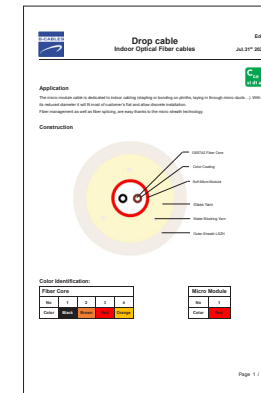 D-CABLES
Drop cable
Indoor Optical Fiber cables
Ed
Jul.31st 202
Application
The micro module cable is dedicated to indoor cabling (stapling or bonding on plinths, laying in through micro ducts…). With
its reduced diameter it will fit most of customer's flat and allow discrete installation.
Fiber management as well as fiber splicing, are easy thanks to the micro sheath technology.
Construction
G657A2 Fiber Core
Color Coating
Soft Micro Module
Glass Yarn
Water Blocking Yarn
Outer Sheath LSZH
Color Identification:
Fiber Core
No 1 2 3 4
Color Black Brown Red Orange
Micro Module
No 1
Color Red
Page 1 /